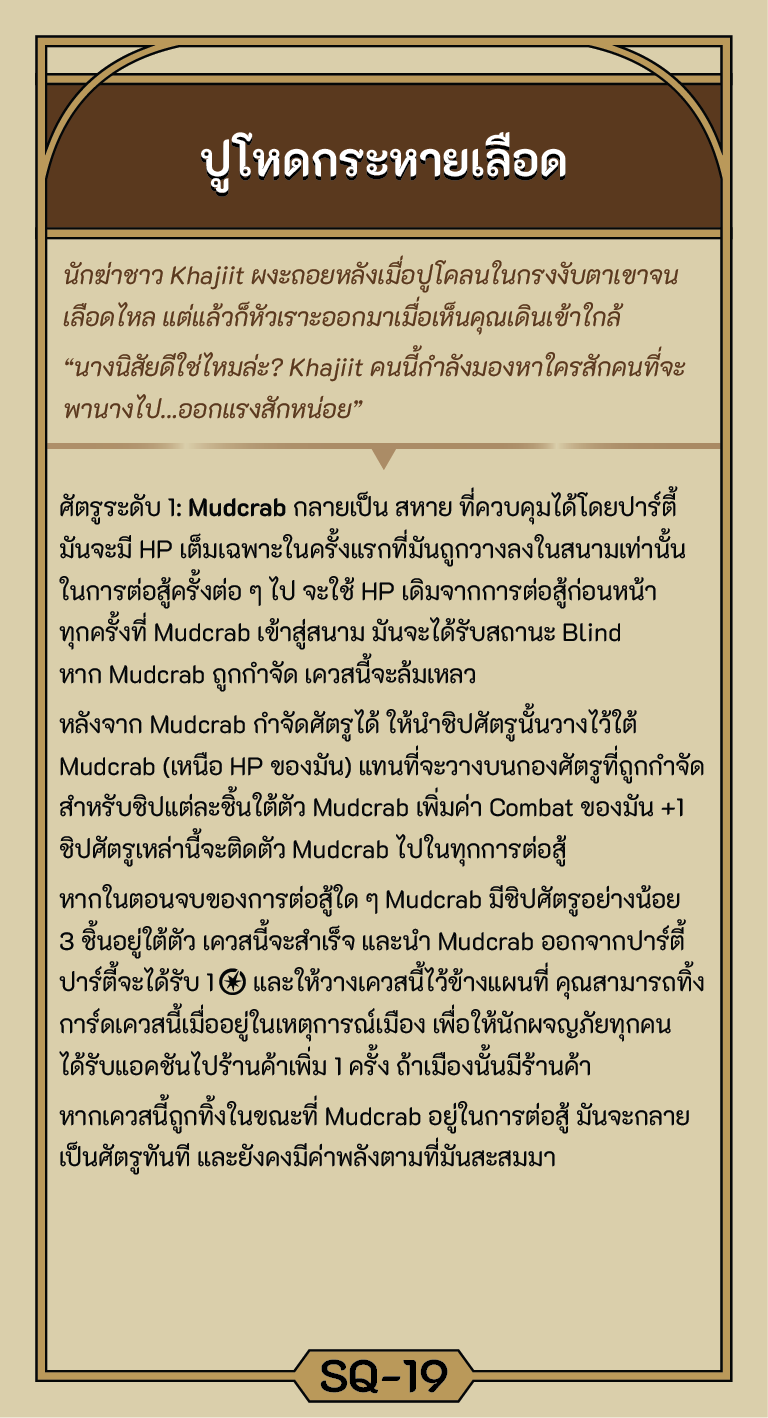 ปูโหดกระหายเลือด
นักฆ่าชาว Khajiit ผงะถอยหลังเมื่อปูโคลนในกรงงับตาเขาจน
เลือดไหล แต่แล้วก็หัวเราะออกมาเมื่อเห็นคุณเดินเข้าใกล้
“นางนิสัยดีใช่ไหมล่ะ? Khajiit คนนี้กำลังมองหาใครสักคนที่จะ
พานางไป...ออกแรงสักหน่อย”
ศัตรูระดับ 1: Mudcrab กลายเป็น สหาย ที่ควบคุมได้โดยปาร์ตี้
มันจะมี HP เต็มเฉพาะในครั้งแรกที่มันถูกวางลงในสนามเท่านั้น
ในการต่อสู้ครั้งต่อ ๆ ไป จะใช้ HP เดิมจากการต่อสู้ก่อนหน้า
ทุกครั้งที่ Mudcrab เข้าสู่สนาม มันจะได้รับสถานะ Blind
หาก Mudcrab ถูกกำจัด เควสนี้จะล้มเหลว
หลังจาก Mudcrab กำจัดศัตรูได้ ให้นำชิปศัตรูนั้นวางไว้ใต้
Mudcrab (เหนือ HP ของมัน) แทนที่จะวางบนกองศัตรูที่ถูกกำจัด
สำหรับชิปแต่ละชิ้นใต้ตัว Mudcrab เพิ่มค่า Combat ของมัน +1
ชิปศัตรูเหล่านี้จะติดตัว Mudcrab ไปในทุกการต่อสู้
หากในตอนจบของการต่อสู้ใด ๆ Mudcrab มีชิปศัตรูอย่างน้อย
3 ชิ้นอยู่ใต้ตัว เควสนี้จะสำเร็จ และนำ Mudcrab ออกจากปาร์ตี้
ปาร์ตี้จะได้รับ 1 และให้วางเควสนี้ไว้ข้างแผนที่ คุณสามารถทิ้ง
การ์ดเควสนี้เมื่ออยู่ในเหตุการณ์เมือง เพื่อให้นักผจญภัยทุกคน
ได้รับแอคชันไปร้านค้าเพิ่ม 1 ครั้ง ถ้าเมืองนั้นมีร้านค้า
หากเควสนี้ถูกทิ้งในขณะที่ Mudcrab อยู่ในการต่อสู้ มันจะกลาย
เป็นศัตรูทันที และยังคงมีค่าพลังตามที่มันสะสมมา
SQ-19